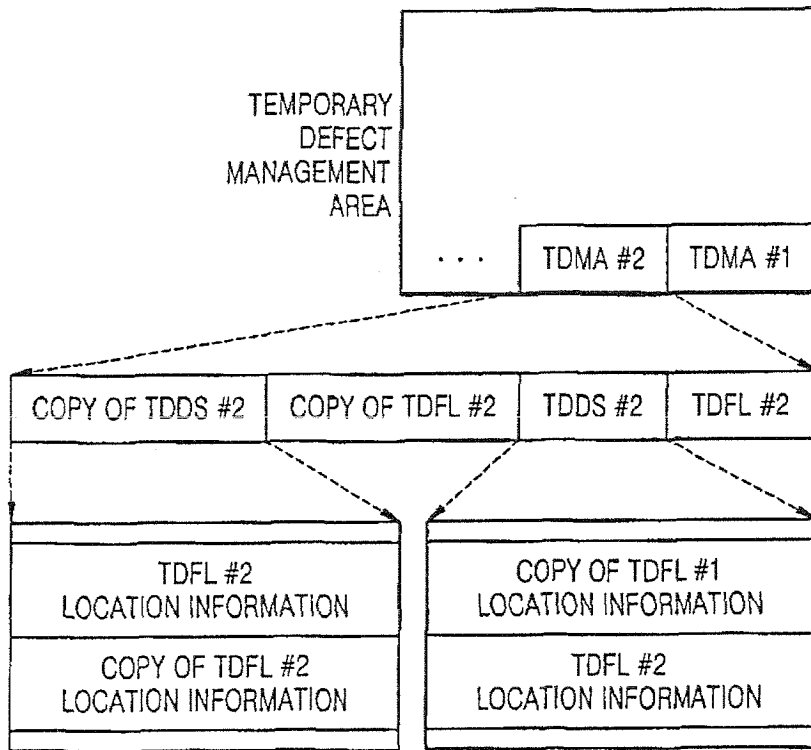 TEMPORARY
DEFECT
MANAGEMENT
AREA
. . .
TDMA #2
TDMA #1
COPY OF TDDS #2
COPY OF TDFL #2
TDDS #2
TDFL #2
TDFL #2
LOCATION INFORMATION
COPY OF TDFL #2
LOCATION INFORMATION
COPY OF TDFL #1
LOCATION INFORMATION
TDFL #2
LOCATION INFORMATION